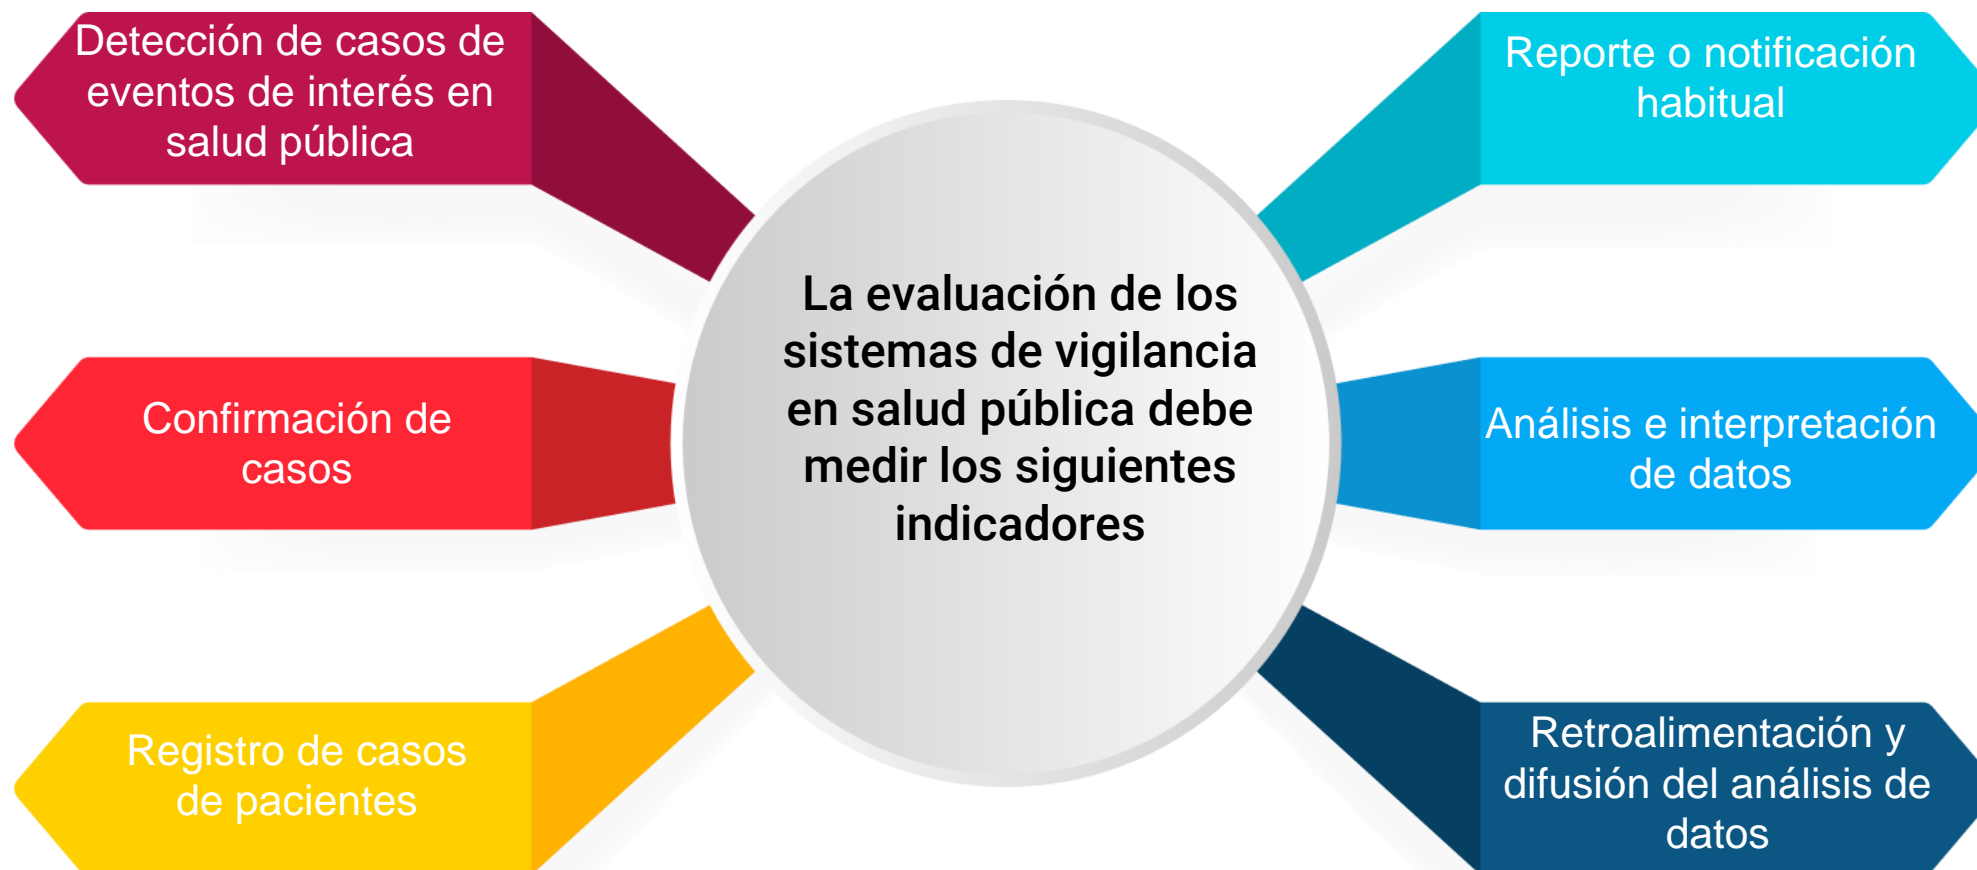 Detección de casos de
eventos de interés en
salud pública
Confirmación de
casos
Registro de casos
de pacientes
La evaluación de los
sistemas de vigilancia
en salud pública debe
medir los siguientes
indicadores
Reporte o notificación
habitual
Análisis e interpretación
de datos
Retroalimentación y
difusión del análisis de
datos